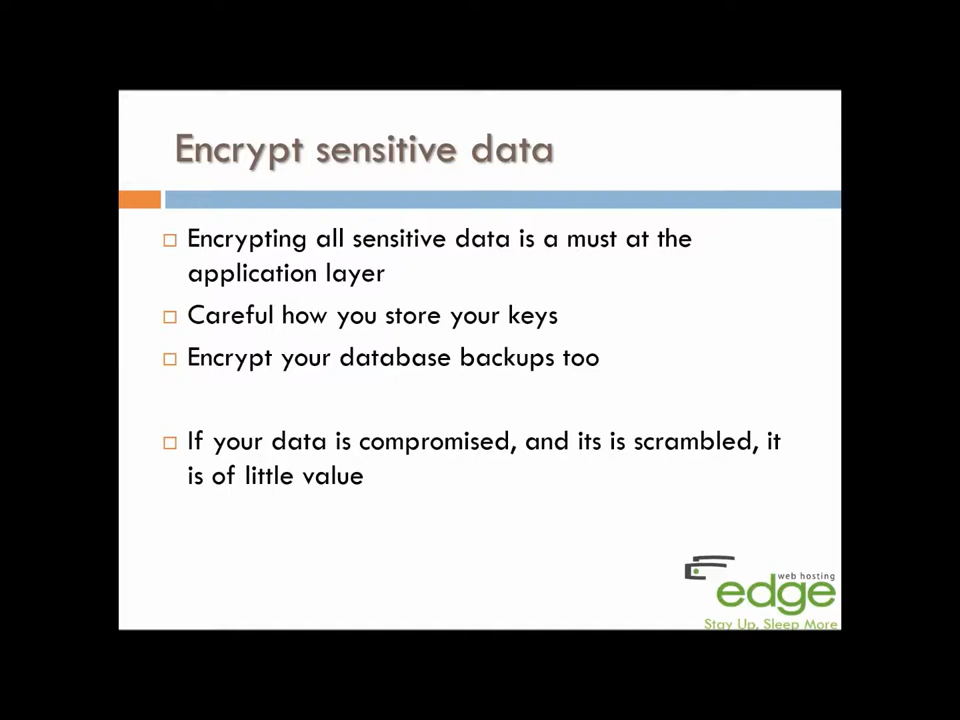 Encrypt sensitive data
Encrypting all sensitive data is a must at the
application layer
Careful how you store your keys
Encrypt your database backups too
If your data is compromised, and its is scrambled, it
is of little value
web hosting
edge
Stay Up, Sleep More